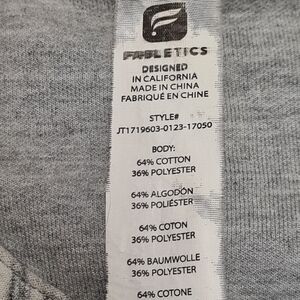 FABLETICS
DESIGNED
IN CALIFORNIA
MADE IN CHINA
FABRIQUÉ EN CHINE
STYLE#
JT1719603-0123-17050
BODY:
64% COTTON
36% POLYESTER
64% ALGODÓN
36% POLIÉSTER
64% COTON
36% POLYESTER
64% BAUMWOLLE
36% POLYESTER
64% COTONE